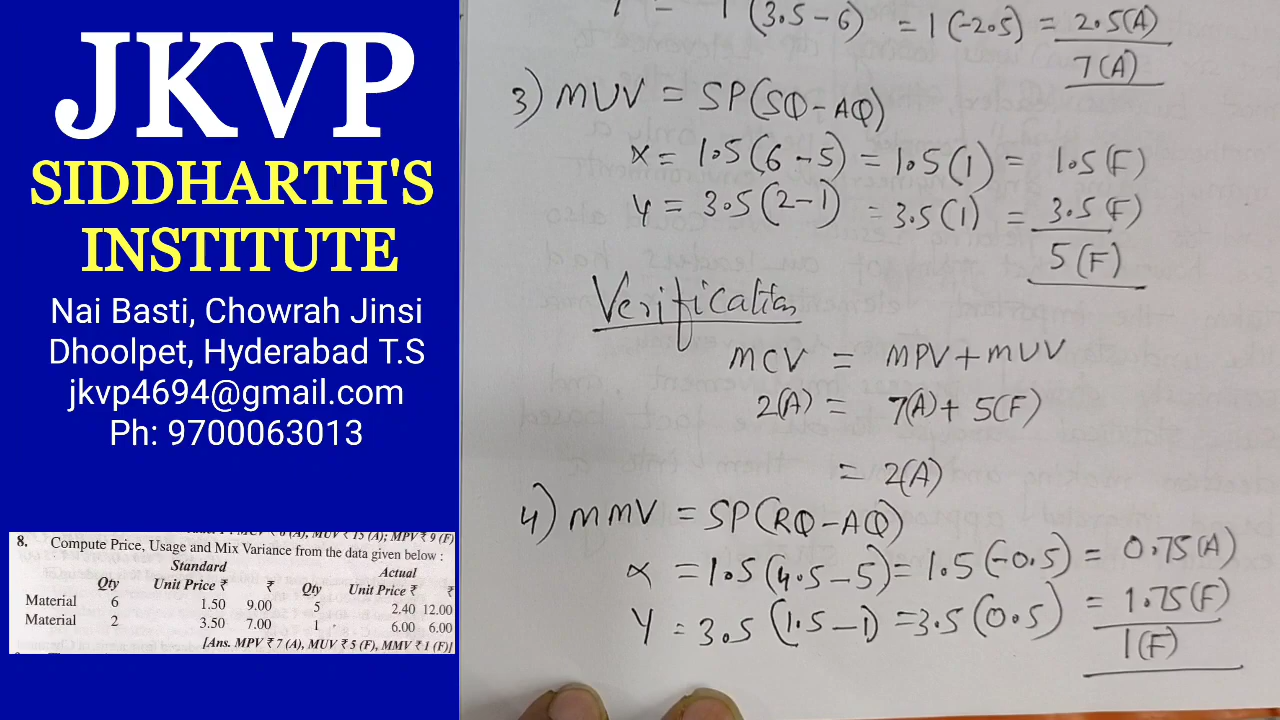 JKVP
SIDDHARTH'S
INSTITUTE
Nai Basti, Chowrah Jinsi
Dhoolpet, Hyderabad T.S
jkvp4694@gmail.com
Ph: 9700063013
MUV ₹ 15 (A); MPV ₹ 9 (F)]
8. Compute Price, Usage and Mix Variance from the data given below :
Standard Actual
Qty Unit Price ₹ ₹ Qty Unit Price ₹ ₹
Material 6 1.50 9.00 5 2.40 12.00
Material 2 3.50 7.00 1 6.00 6.00
[Ans. MPV ₹ 7 (A), MUV ₹ 5 (F), MMV ₹ 1 (F)]
(3.5-6) = 1(-2.5) = 2.5(A)
7(A)
3) MUV = SP(SQ-AQ)
x = 1.5(6-5) = 1.5(1) = 1.5(F)
Y = 3.5(2-1) = 3.5(1) = 3.5(F)
5(F)
Verification
MCV = MPV+MUV
2(A) = 7(A)+5(F)
= 2(A)
4) MMV = SP(RQ-AQ)
x = 1.5(4.5-5) = 1.5(-0.5) = 0.75(A)
Y = 3.5(1.5-1) = 3.5(0.5) = 1.75(F)
1(F)